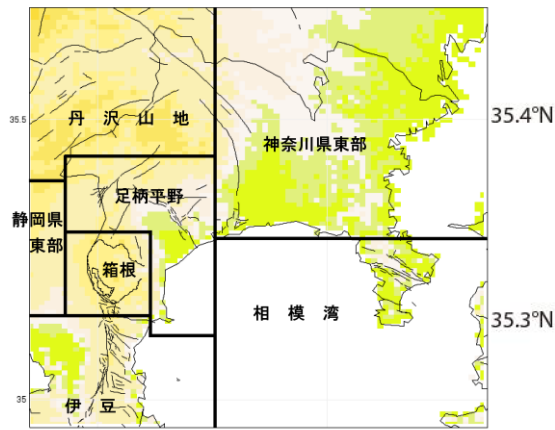 35.5
35.4°N
丹 沢 山 地
神奈川県東部
足柄平野
静岡県
東部
箱根
相 模 湾
35.3°N
35
伊 豆